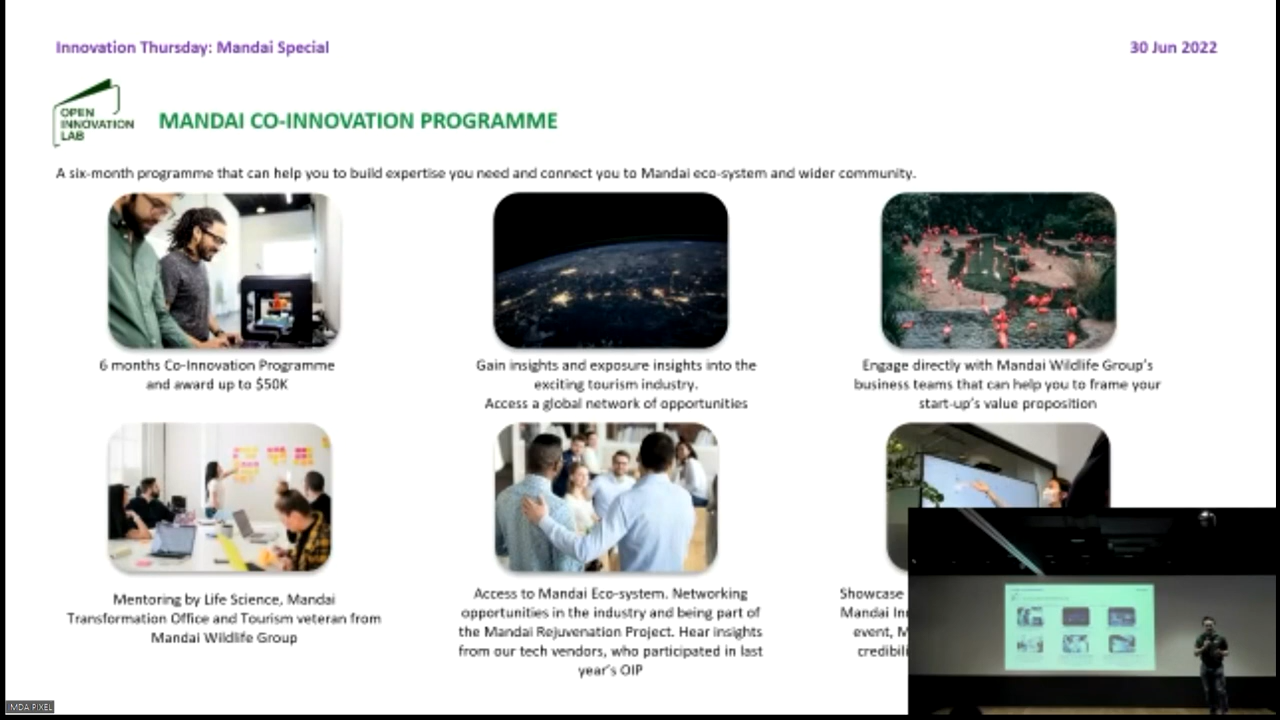 Innovation Thursday: Mandai Special
30 Jun 2022
OPEN
INNOVATION
LAB
MANDAI CO-INNOVATION PROGRAMME
A six-month programme that can help you to build expertise you need and connect you to Mandai eco-system and wider community.
6 months Co-Innovation Programme
and award up to $50K
Gain insights and exposure insights into the
exciting tourism industry.
Access a global network of opportunities
Engage directly with Mandai Wildlife Group's
business teams that can help you to frame your
start-up's value proposition
Mentoring by Life Science, Mandai
Transformation Office and Tourism veteran from
Mandai Wildlife Group
Access to Mandai Eco-system. Networking
opportunities in the industry and being part of
the Mandai Rejuvenation Project. Hear insights
from our tech vendors, who participated in last
year's OIP
Showcase
Mandai
event,
IMDA PIXEL